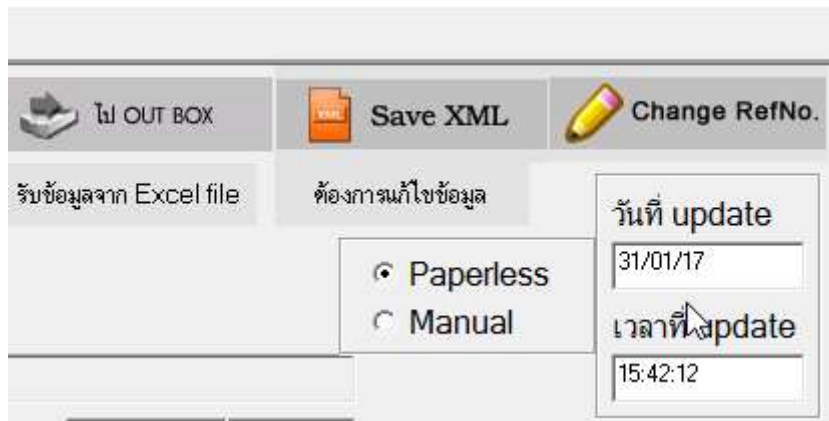 ไป OUT BOX
XML
Save XML
Change RefNo.
รับข้อมูลจาก Excel file
ต้องการแก้ไขข้อมูล
วันที่ update
31/01/17
Paperless
Manual
เวลาที่ update
15:42:12